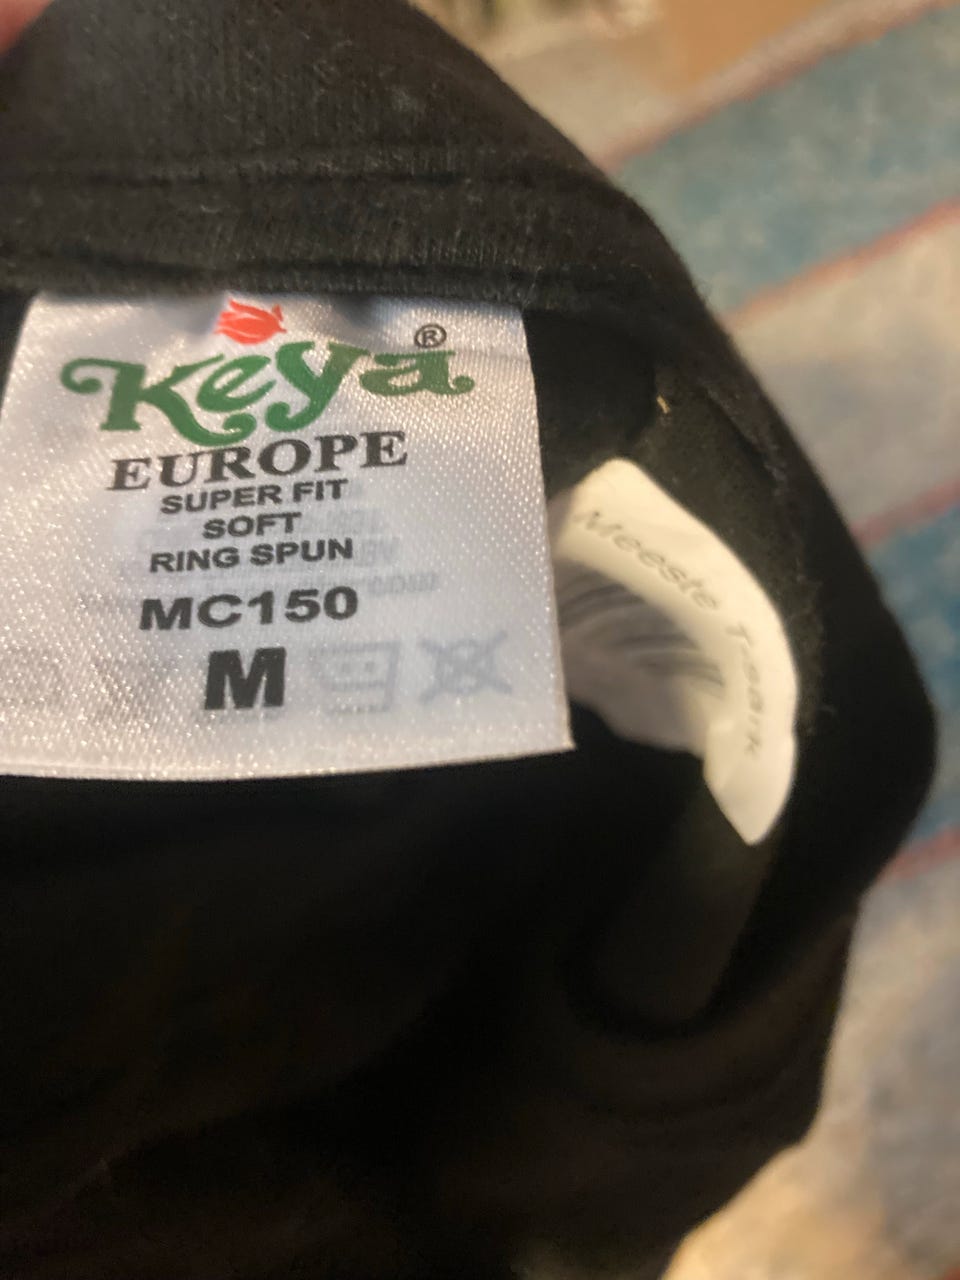 Keya®
EUROPE
SUPER FIT
SOFT
RING SPUN
MC150
M
Meeste T-särk